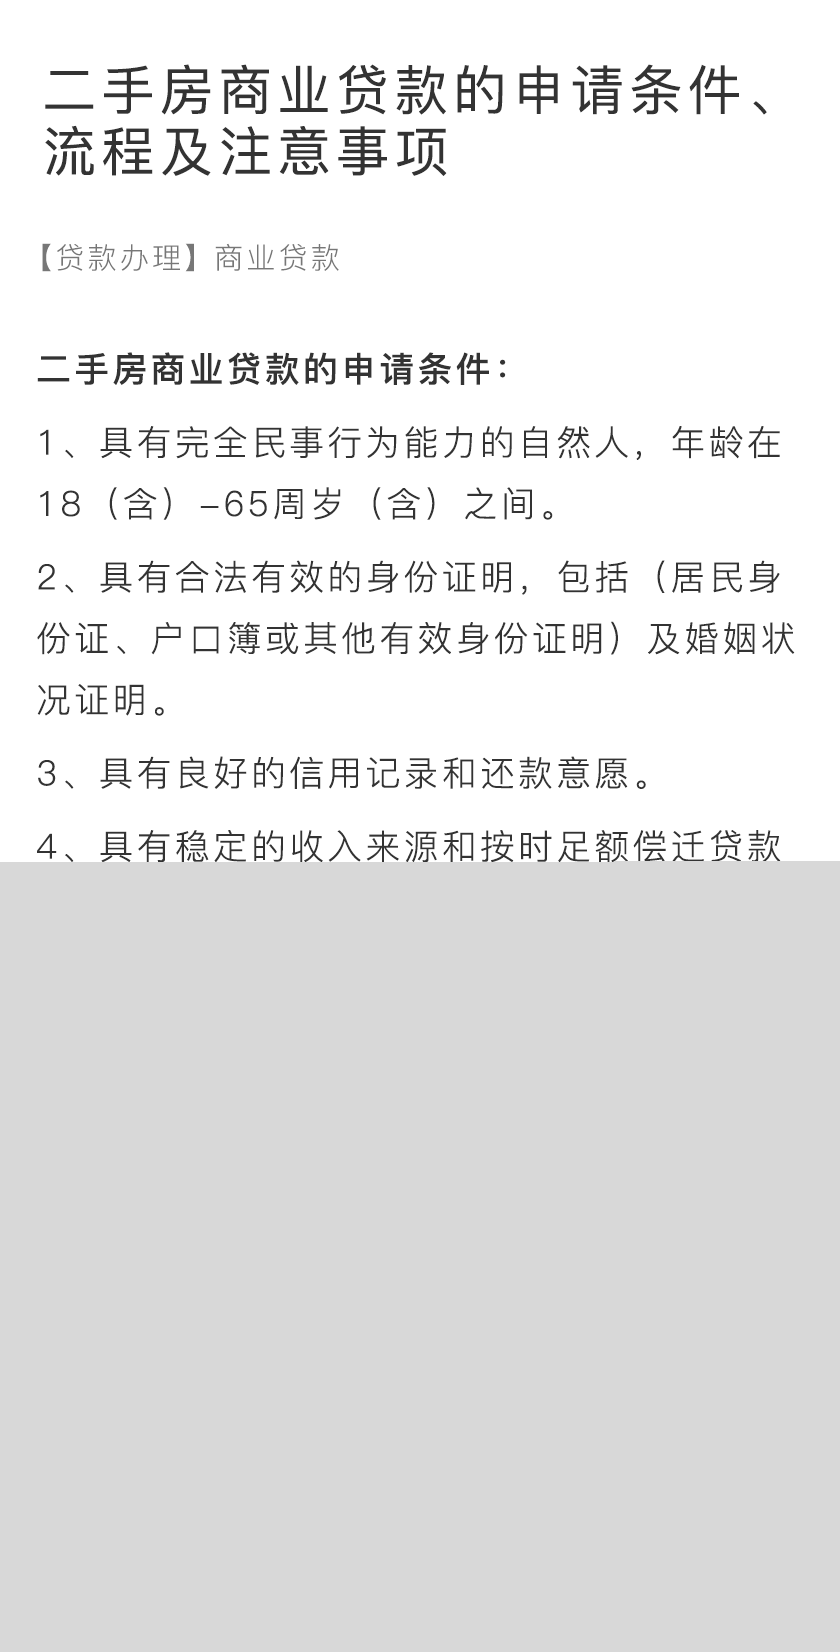 二手房商业贷款的申请条件、
流程及注意事项
【贷款办理】商业贷款
二手房商业贷款的申请条件：
1、具有完全民事行为能力的自然人，年龄在
18（含）–65周岁（含）之间。
2、具有合法有效的身份证明，包括（居民身
份证、户口簿或其他有效身份证明）及婚姻状
况证明。
3、具有良好的信用记录和还款意愿。
4、具有稳定的收入来源和按时足额偿迁贷款